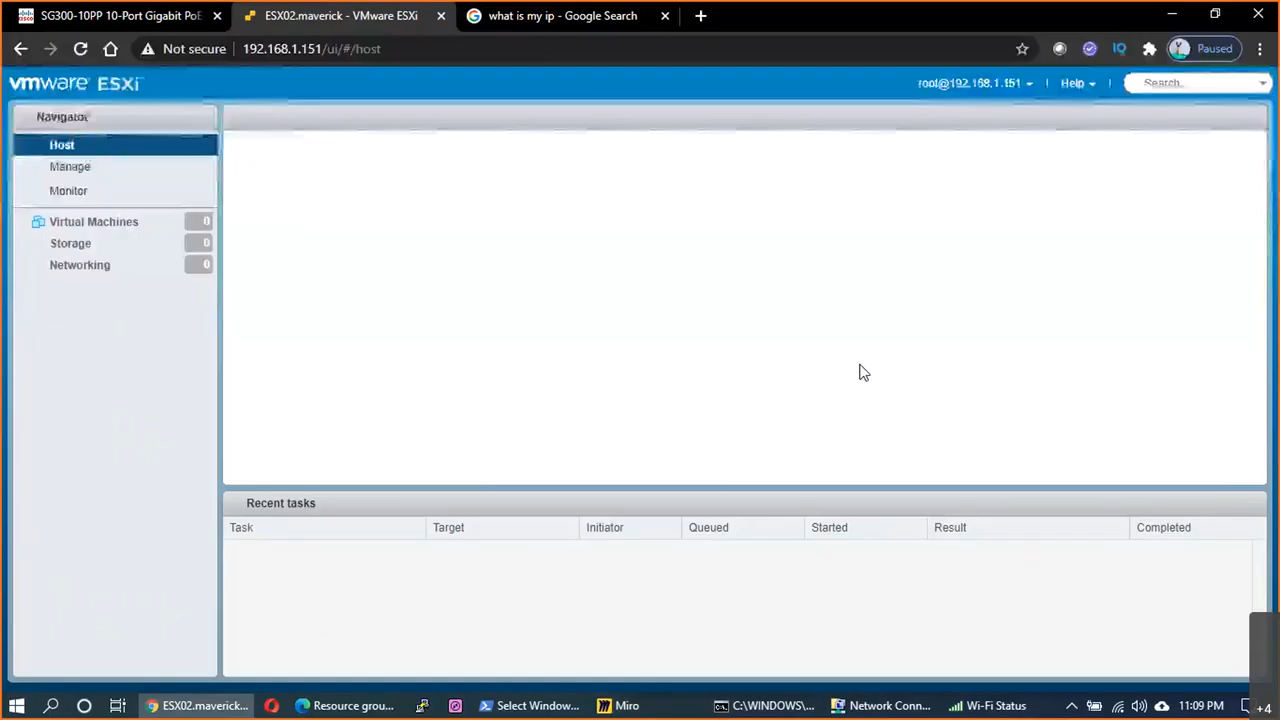 SG300-10PP 10-Port Gigabit PoE
ESX02.maverick - VMware ESXi
what is my ip - Google Search
Not secure
192.168.1.151/ui/#/host
IQ
Paused
vmware ESXi
root@192.168.1.151
Help
Search
Navigator
Host
Manage
Monitor
Virtual Machines 0
Storage 0
Networking 0
Recent tasks
Task Target Initiator Queued Started Result Completed
ESX02.maverick...
Resource grou...
Select Window...
Miro
C:\WINDOWS\...
Network Conn...
Wi-Fi Status
11:09 PM
+4